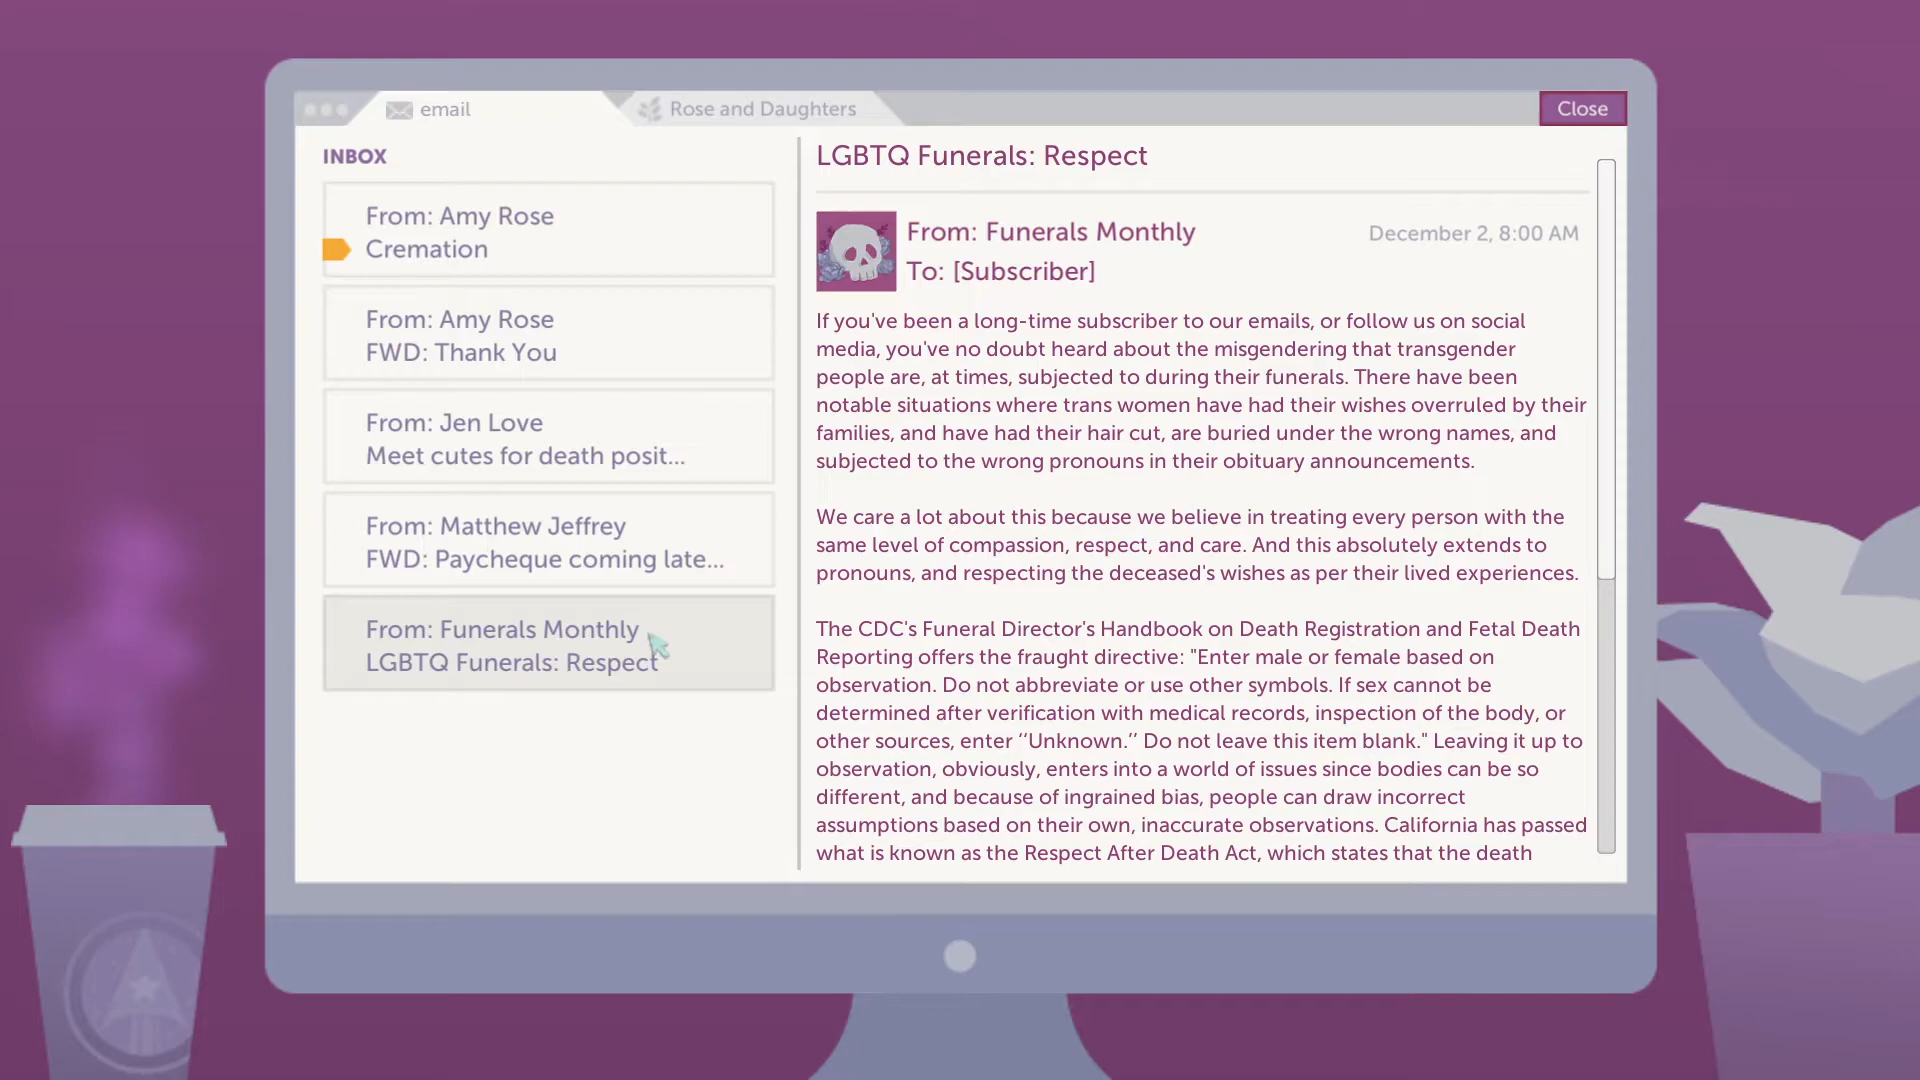 email
Rose and Daughters
Close
INBOX
From: Amy Rose
Cremation
From: Amy Rose
FWD: Thank You
From: Jen Love
Meet cutes for death posit...
From: Matthew Jeffrey
FWD: Paycheque coming late...
From: Funerals Monthly
LGBTQ Funerals: Respect
LGBTQ Funerals: Respect
From: Funerals Monthly
December 2, 8:00 AM
To: [Subscriber]
If you've been a long-time subscriber to our emails, or follow us on social
media, you've no doubt heard about the misgendering that transgender
people are, at times, subjected to during their funerals. There have been
notable situations where trans women have had their wishes overruled by their
families, and have had their hair cut, are buried under the wrong names, and
subjected to the wrong pronouns in their obituary announcements.
We care a lot about this because we believe in treating every person with the
same level of compassion, respect, and care. And this absolutely extends to
pronouns, and respecting the deceased's wishes as per their lived experiences.
The CDC's Funeral Director's Handbook on Death Registration and Fetal Death
Reporting offers the fraught directive: "Enter male or female based on
observation. Do not abbreviate or use other symbols. If sex cannot be
determined after verification with medical records, inspection of the body, or
other sources, enter ‘‘Unknown.’’ Do not leave this item blank." Leaving it up to
observation, obviously, enters into a world of issues since bodies can be so
different, and because of ingrained bias, people can draw incorrect
assumptions based on their own, inaccurate observations. California has passed
what is known as the Respect After Death Act, which states that the death